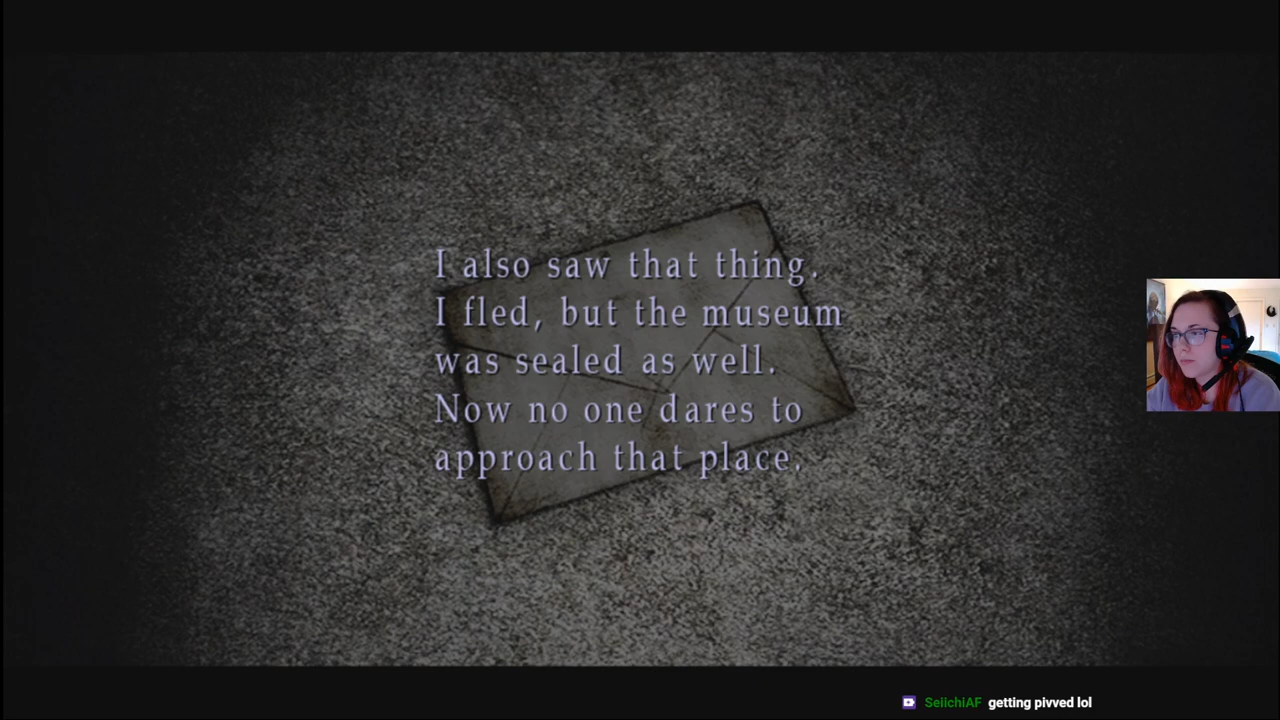 I also saw that thing.
I fled, but the museum
was sealed as well.
Now no one dares to
approach that place.
SeiichiAF getting pivved lol